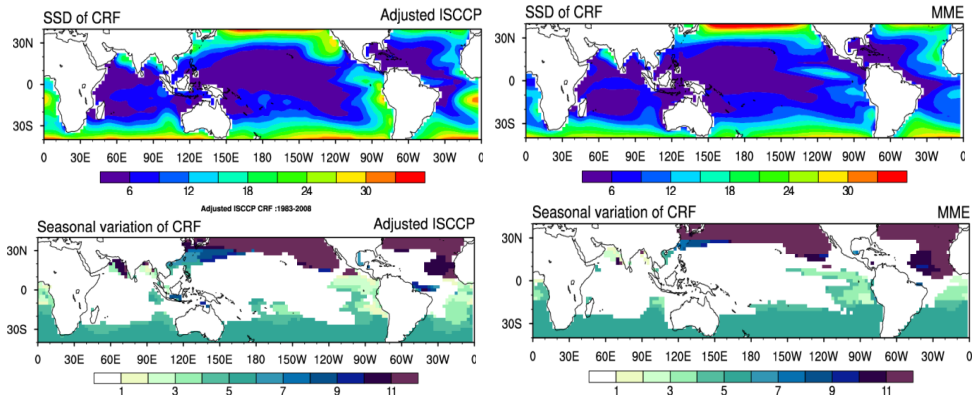 SSD of CRF Adjusted ISCCP
30N
0
30S
0 30E 60E 90E 120E 150E 180 150W 120W 90W 60W 30W 0
6 12 18 24 30
SSD of CRF MME
30N
0
30S
0 30E 60E 90E 120E 150E 180 150W 120W 90W 60W 30W 0
6 12 18 24 30
Adjusted ISCCP CRF :1983-2008
Seasonal variation of CRF Adjusted ISCCP
30N
0
30S
0 30E 60E 90E 120E 150E 180 150W 120W 90W 60W 30W 0
1 3 5 7 9 11
Seasonal variation of CRF MME
30N
0
30S
0 30E 60E 90E 120E 150E 180 150W 120W 90W 60W 30W 0
1 3 5 7 9 11